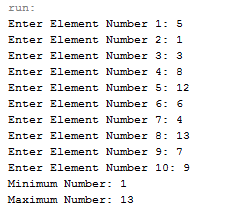 run:
Enter Element Number 1: 5
Enter Element Number 2: 1
Enter Element Number 3: 3
Enter Element Number 4: 8
Enter Element Number 5: 12
Enter Element Number 6: 6
Enter Element Number 7: 4
Enter Element Number 8: 13
Enter Element Number 9: 7
Enter Element Number 10: 9
Minimum Number: 1
Maximum Number: 13